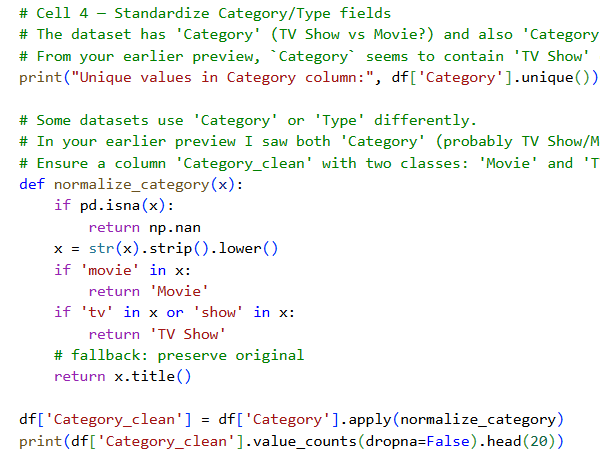 # Cell 4 — Standardize Category/Type fields
# The dataset has 'Category' (TV Show vs Movie?) and also 'Category
# From your earlier preview, `Category` seems to contain 'TV Show'
print("Unique values in Category column:", df['Category'].unique())

# Some datasets use 'Category' or 'Type' differently.
# In your earlier preview I saw both 'Category' (probably TV Show/M
# Ensure a column 'Category_clean' with two classes: 'Movie' and 'T
def normalize_category(x):
    if pd.isna(x):
        return np.nan
    x = str(x).strip().lower()
    if 'movie' in x:
        return 'Movie'
    if 'tv' in x or 'show' in x:
        return 'TV Show'
    # fallback: preserve original
    return x.title()

df['Category_clean'] = df['Category'].apply(normalize_category)
print(df['Category_clean'].value_counts(dropna=False).head(20))